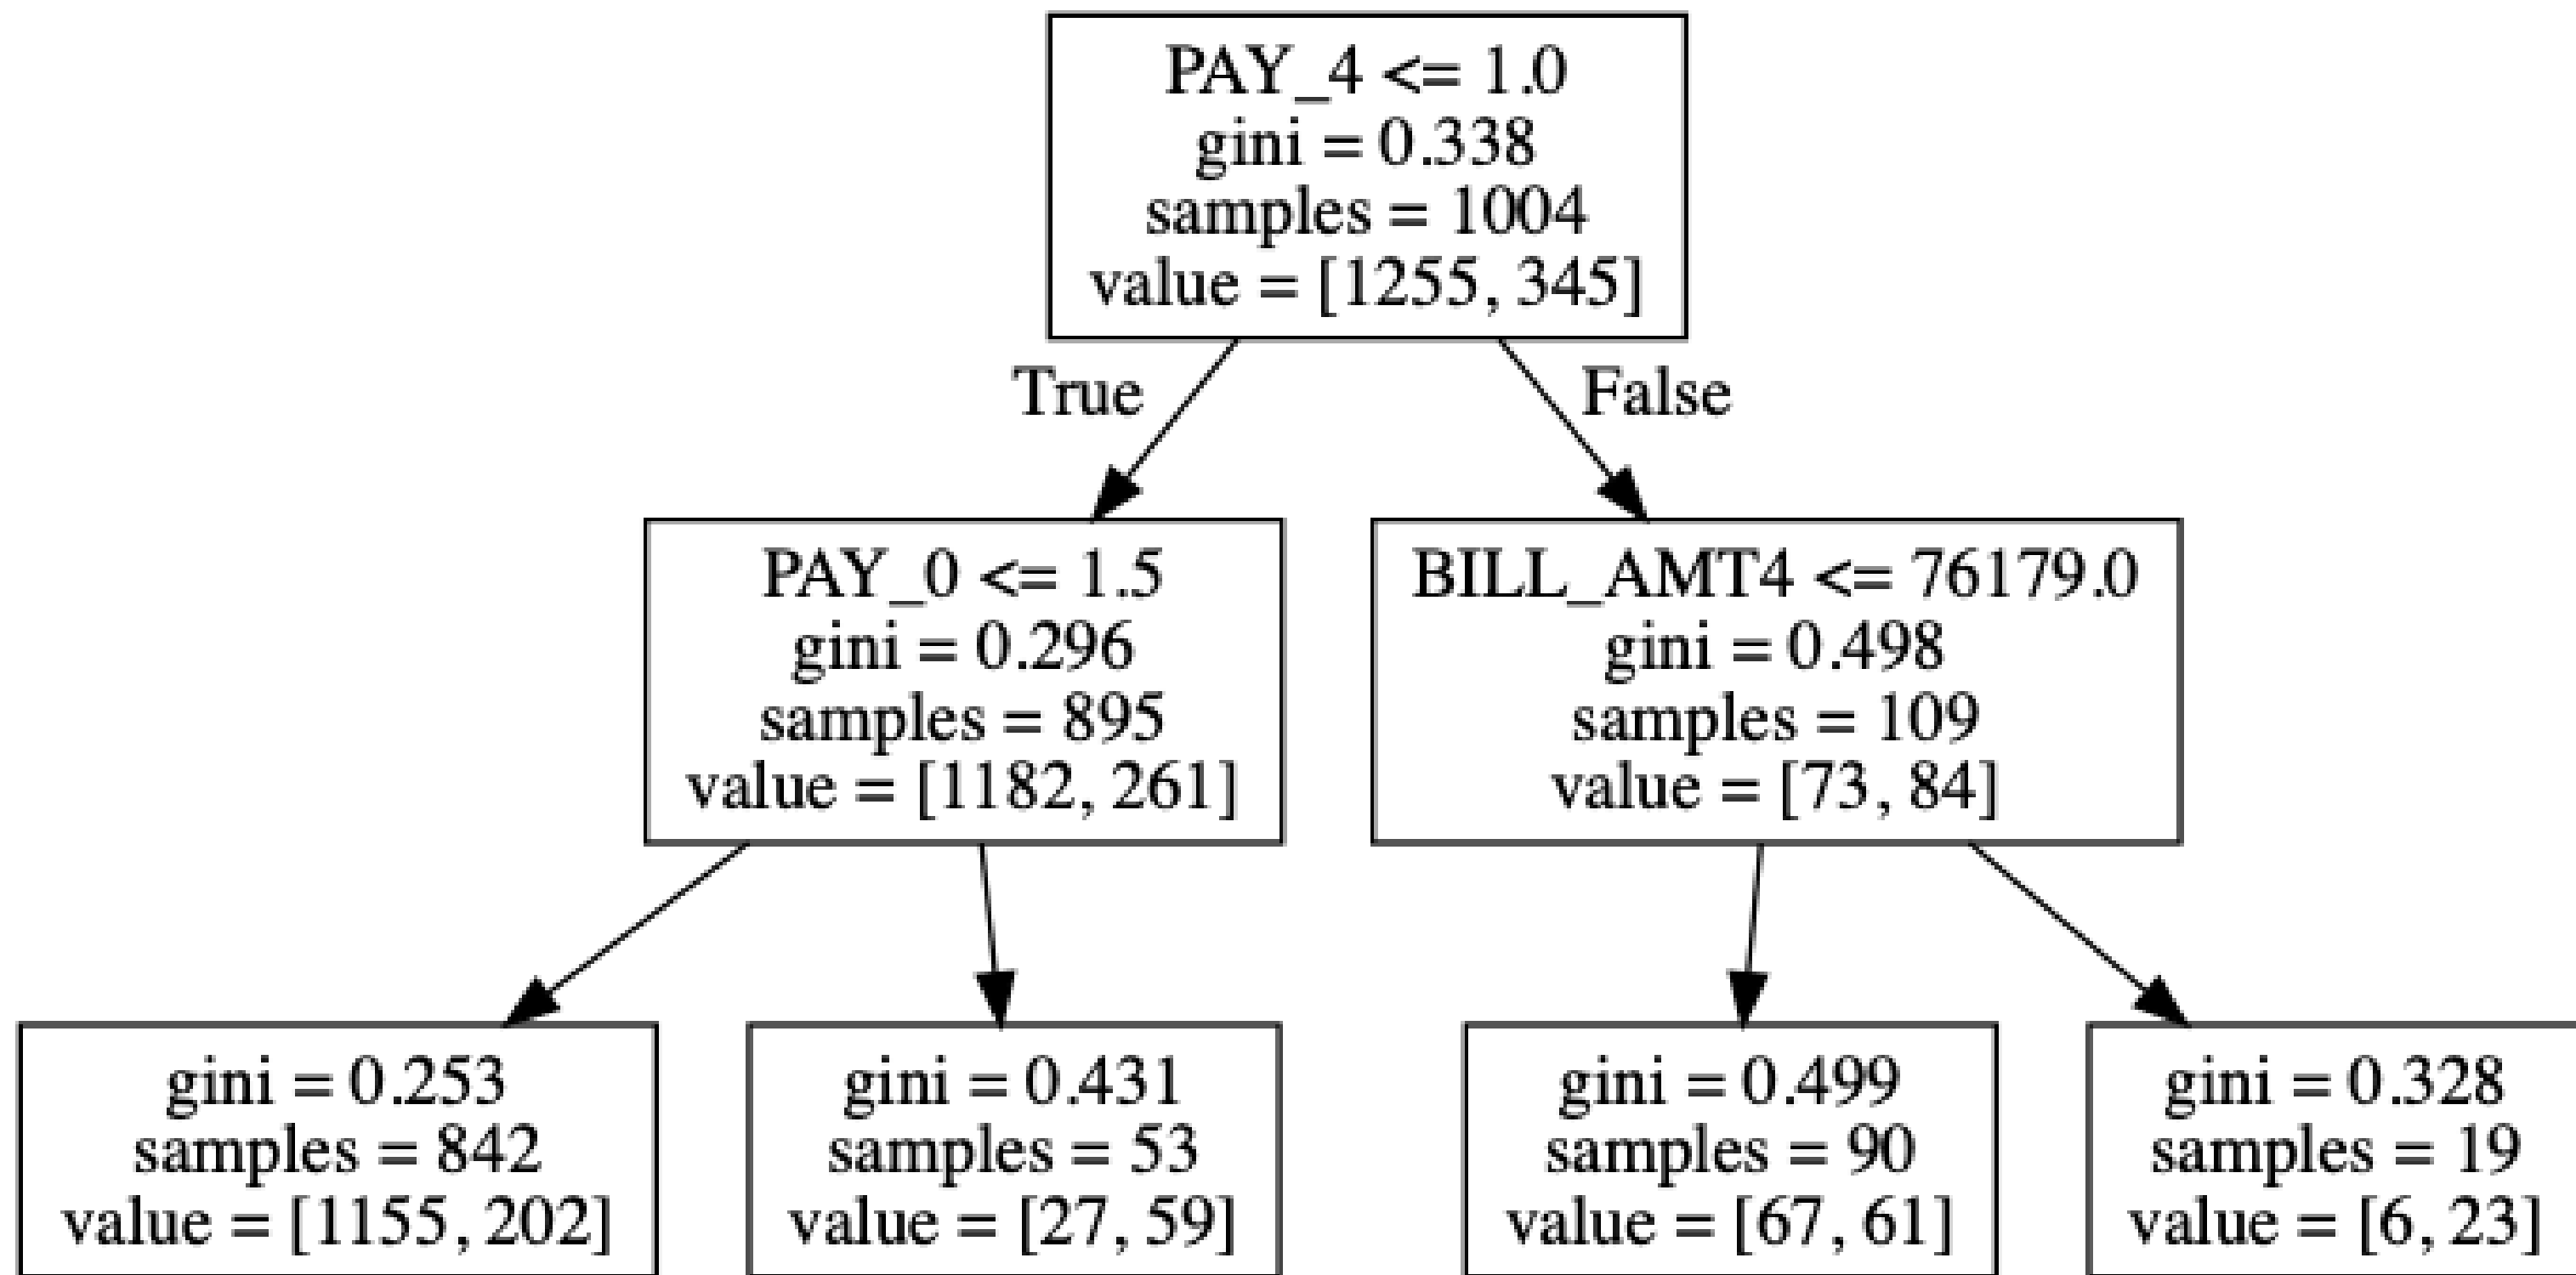 PAY_4 <= 1.0
gini = 0.338
samples = 1004
value = [1255, 345]
True
False
PAY_0 <= 1.5
gini = 0.296
samples = 895
value = [1182, 261]
BILL_AMT4 <= 76179.0
gini = 0.498
samples = 109
value = [73, 84]
gini = 0.253
samples = 842
value = [1155, 202]
gini = 0.431
samples = 53
value = [27, 59]
gini = 0.499
samples = 90
value = [67, 61]
gini = 0.328
samples = 19
value = [6, 23]